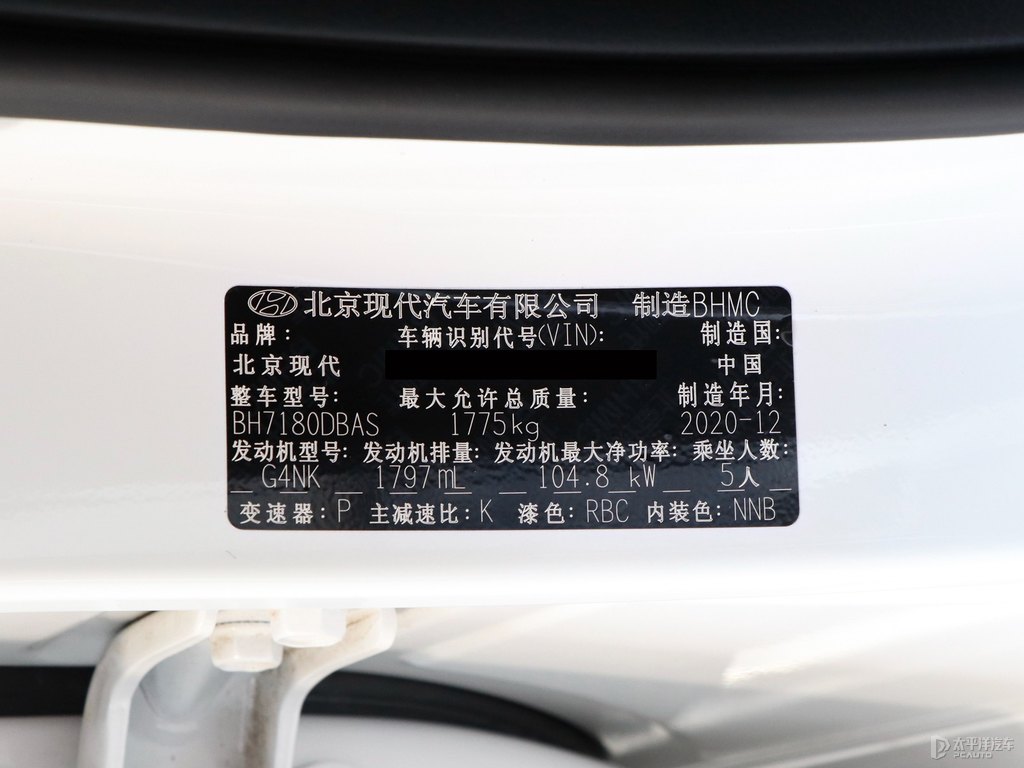 北京现代汽车有限公司 制造BHMC
品牌: 车辆识别代号(VIN): 制造国:
北京现代 中国
整车型号: 最大允许总质量: 制造年月:
BH7180DBAS 1775kg 2020-12
发动机型号: 发动机排量: 发动机最大净功率: 乘坐人数:
G4NK 1797mL 104.8 kW 5人
变速器: P 主减速比: K 漆色: RBC 内装色: NNB
太平洋汽车
PCAUTO